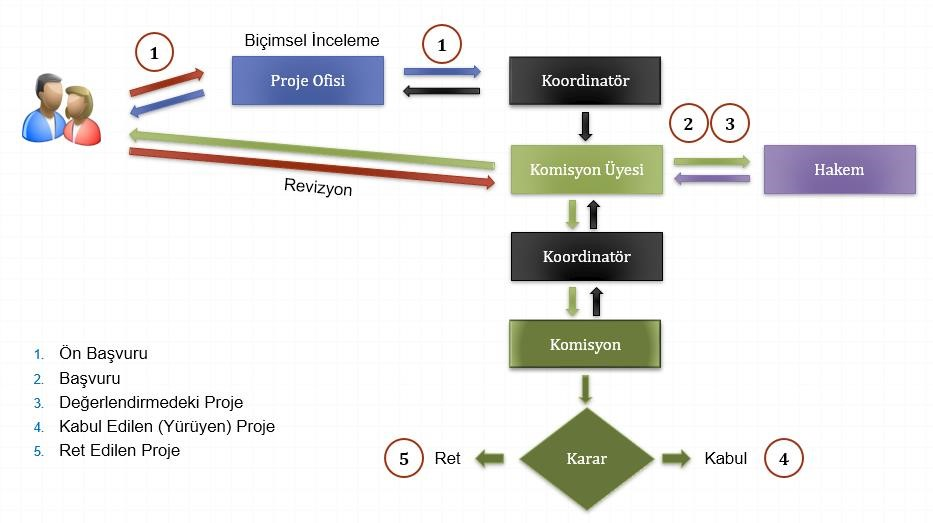 Biçimsel İnceleme
1
1
Proje Ofisi
Koordinatör
2 3
Komisyon Üyesi
Hakem
Revizyon
Koordinatör
Komisyon
1. Ön Başvuru
2. Başvuru
3. Değerlendirmedeki Proje
4. Kabul Edilen (Yürüyen) Proje
5. Ret Edilen Proje
5 Ret
Karar
Kabul 4